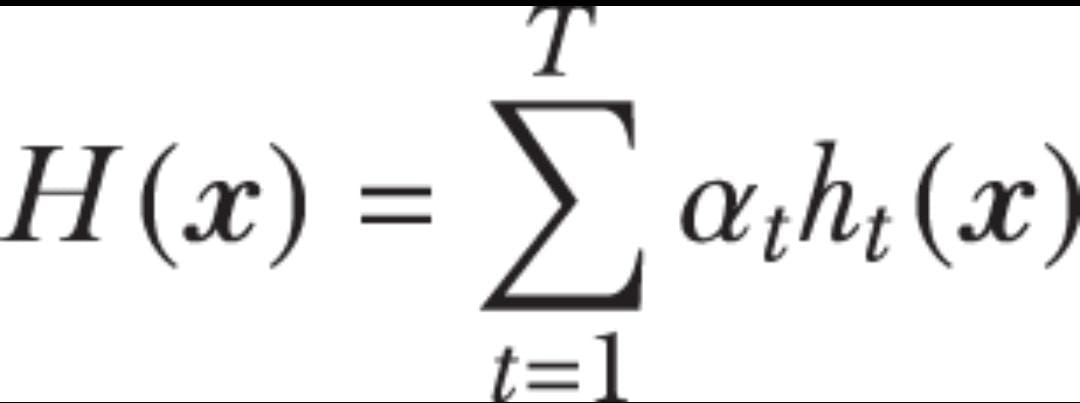 H(x) = ∑_{t=1}^{T} α_t h_t(x)